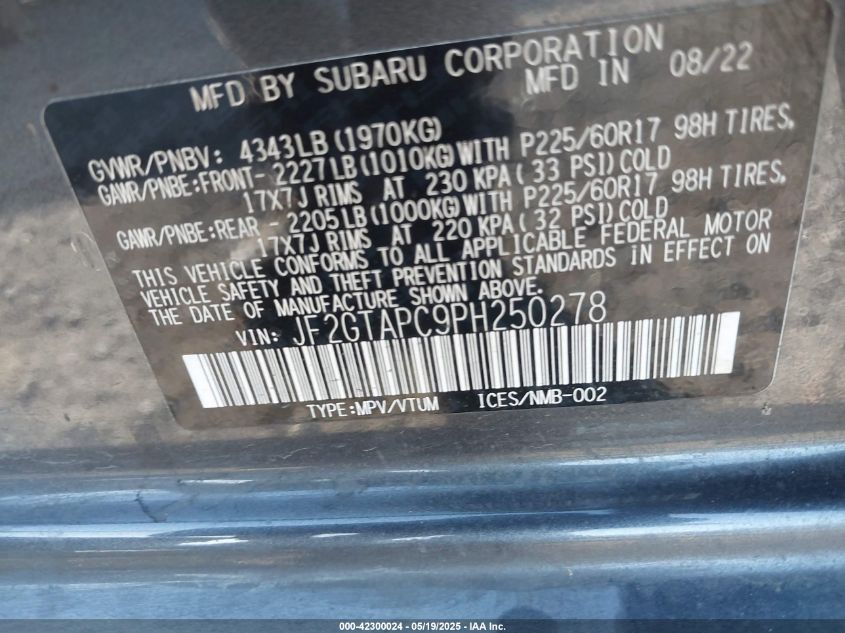 MFD BY SUBARU CORPORATION
MFD IN 08/22
GVWR/PNBV: 4343LB(1970KG)
GAWR/PNBE:FRONT-2227LB(1010KG)WITH P225/60R17 98H TIRES,
17X7J RIMS AT 230 KPA(33 PSI)COLD
GAWR/PNBE:REAR -2205LB(1000KG)WITH P225/60R17 98H TIRES,
17X7J RIMS AT 220 KPA(32 PSI)COLD
THIS VEHICLE CONFORMS TO ALL APPLICABLE FEDERAL MOTOR
VEHICLE SAFETY AND THEFT PREVENTION STANDARDS IN EFFECT ON
THE DATE OF MANUFACTURE SHOWN ABOVE.
VIN: JF2GTAPC9PH250278
TYPE:MPV/VTUM ICES/NMB-002
000-42300024 - 05/19/2025 - IAA Inc.